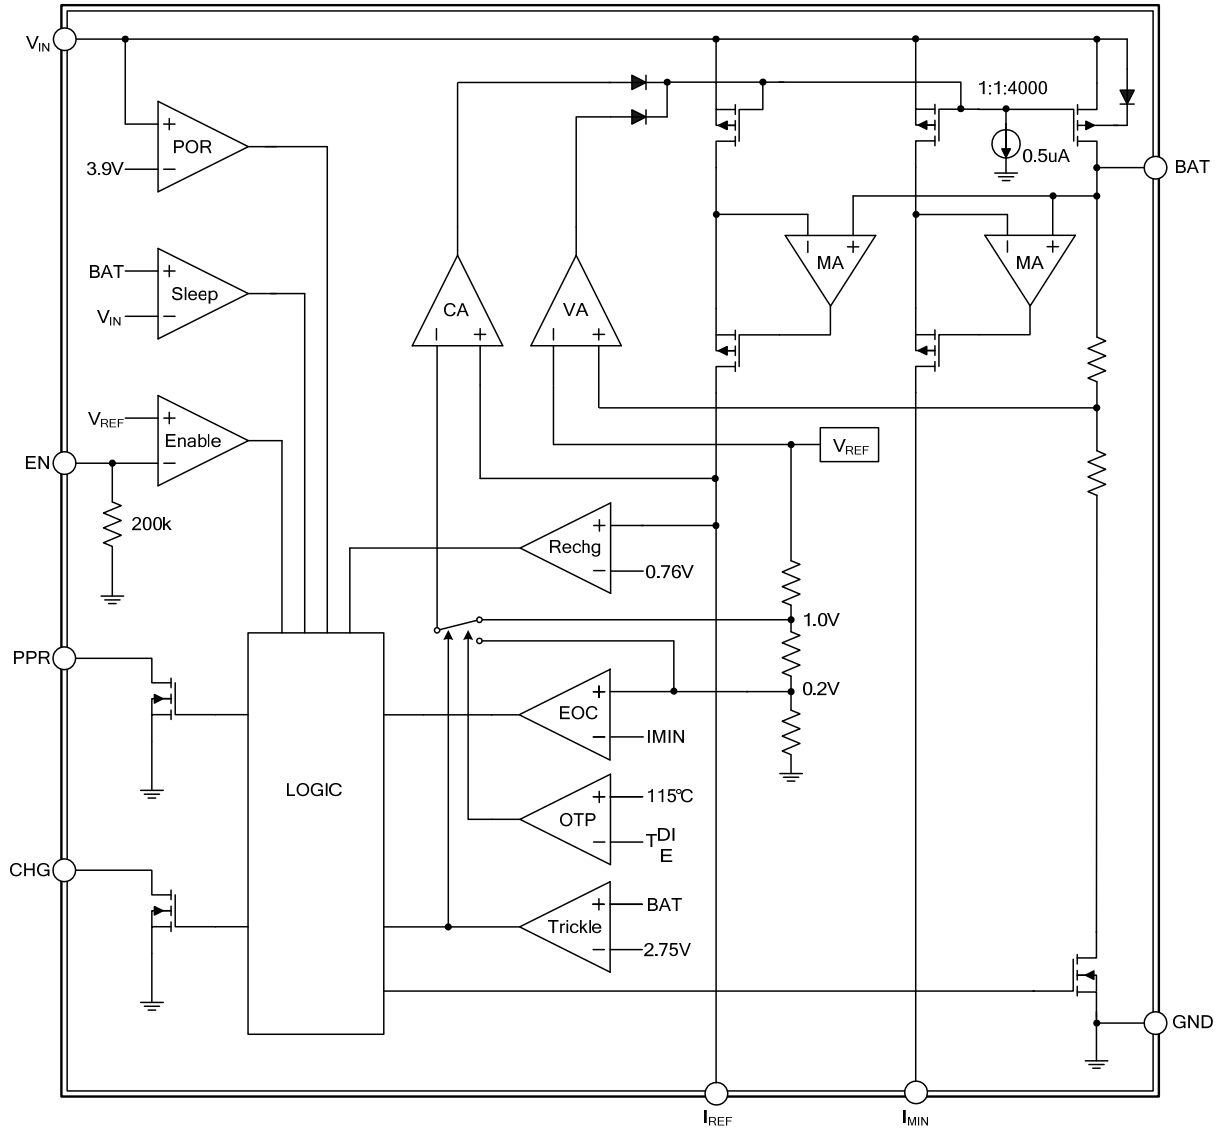 VIN
1:1:4000
+
POR
3.9V
−
0.5uA
BAT
BAT
+
Sleep
VIN
−
−
+
MA
−
+
MA
CA
−
+
VA
−
+
VREF
+
Enable
EN
−
VREF
200k
+
Rechg
−
0.76V
1.0V
PPR
+
0.2V
EOC
−
IMIN
LOGIC
+
115℃
OTP
−
TDI
E
CHG
+
BAT
Trickle
−
2.75V
GND
IREF
IMIN